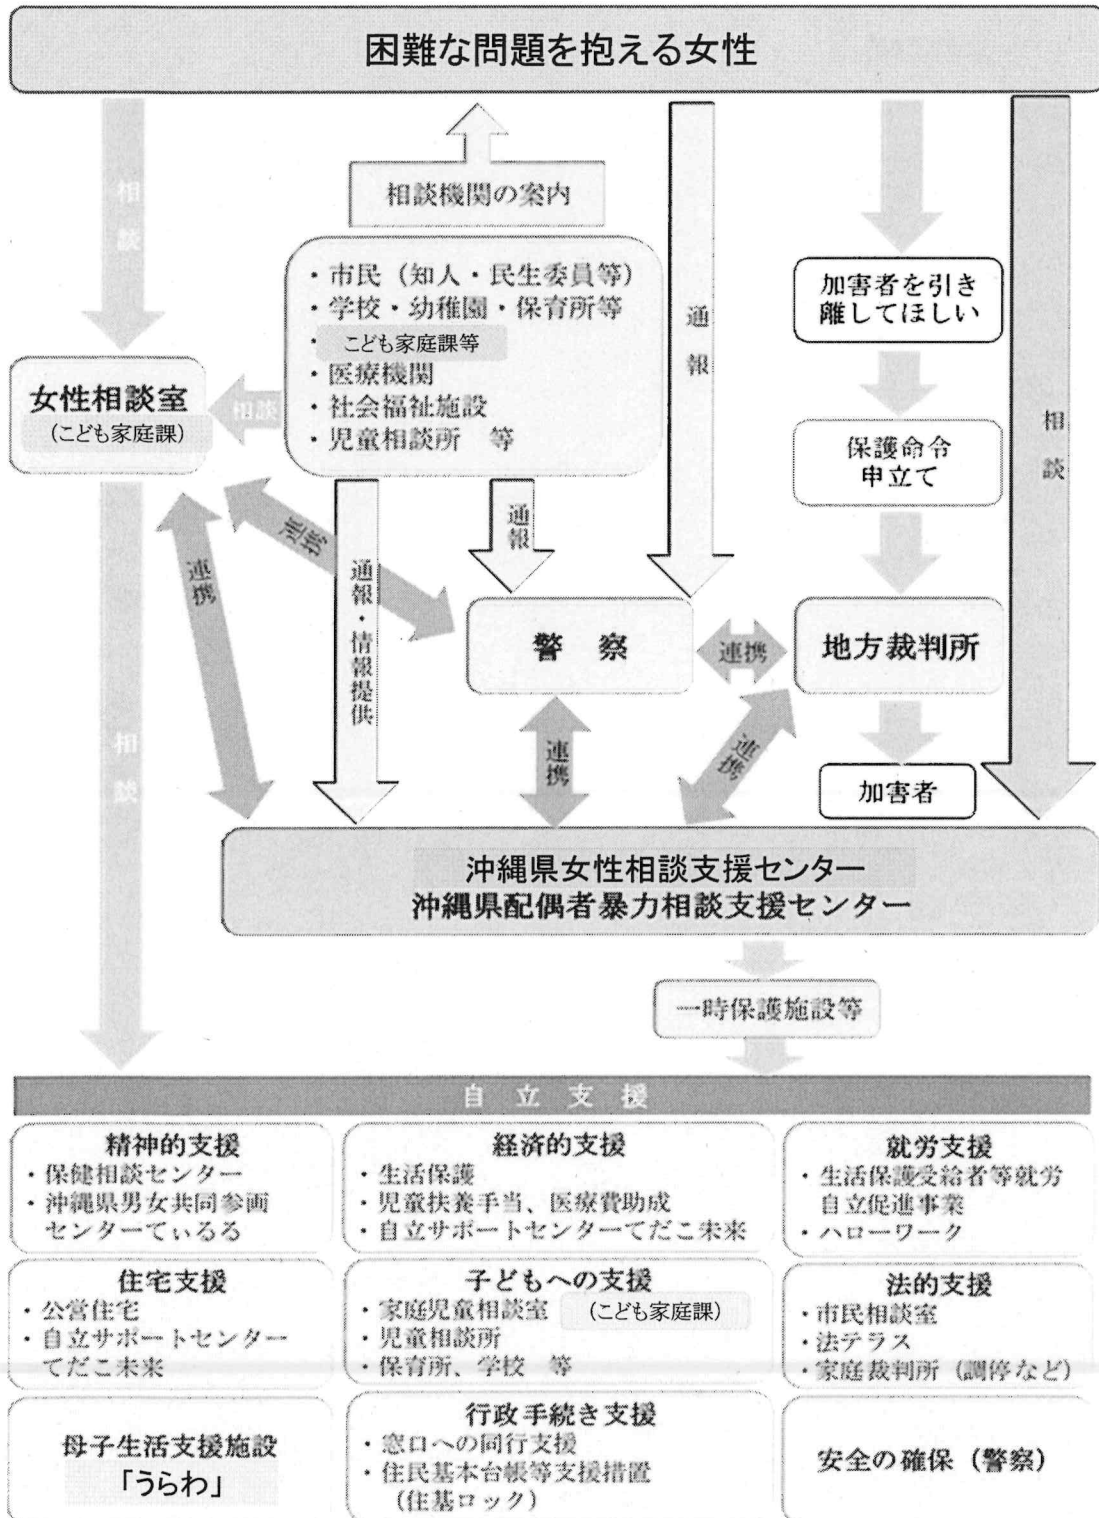 困難な問題を抱える女性
相談
相談機関の案内
・市民（知人・民生委員等）
・学校・幼稚園・保育所等
・こども家庭課等
・医療機関
・社会福祉施設
・児童相談所　等
通報
加害者を引き
離してほしい
相談
女性相談室
（こども家庭課）
相談
保護命令
申立て
連携
連携
通報・情報提供
通報
警　察
連携
地方裁判所
相談
連携
連携
加害者
沖縄県女性相談支援センター
沖縄県配偶者暴力相談支援センター
一時保護施設等
自立支援
精神的支援
・保健相談センター
・沖縄県男女共同参画
センターてぃるる
経済的支援
・生活保護
・児童扶養手当、医療費助成
・自立サポートセンターてだこ未来
就労支援
・生活保護受給者等就労
自立促進事業
・ハローワーク
住宅支援
・公営住宅
・自立サポートセンター
てだこ未来
子どもへの支援
・家庭児童相談室　（こども家庭課）
・児童相談所
・保育所、学校　等
法的支援
・市民相談室
・法テラス
・家庭裁判所（調停など）
母子生活支援施設
「うらわ」
行政手続き支援
・窓口への同行支援
・住民基本台帳等支援措置
（住基ロック）
安全の確保（警察）